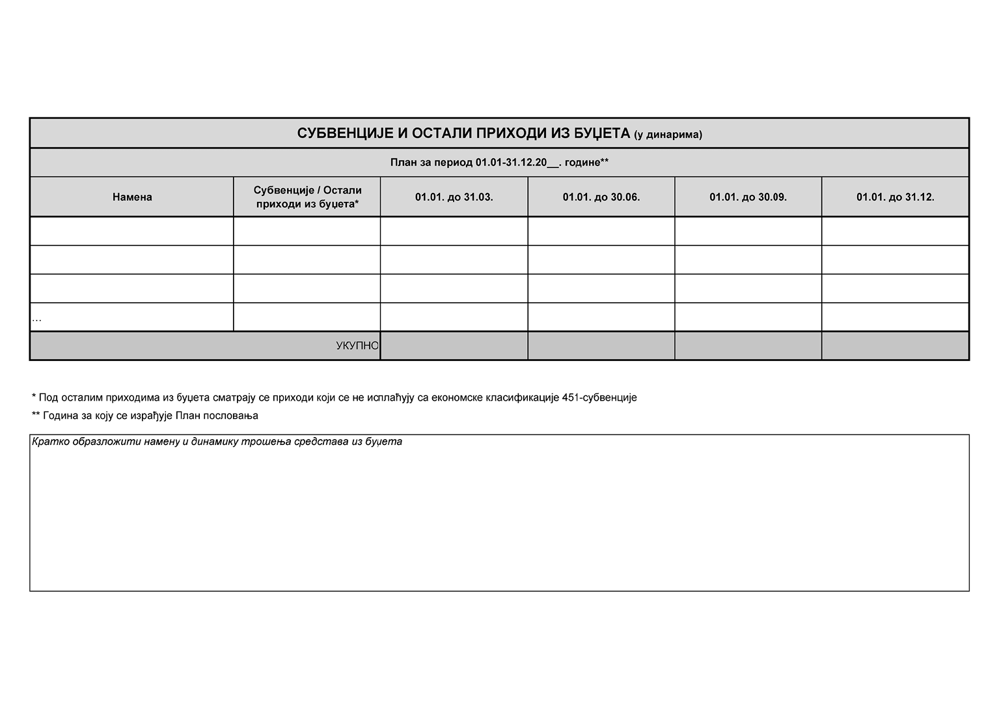 СУБВЕНЦИЈЕ И ОСТАЛИ ПРИХОДИ ИЗ БУЏЕТА (у динарима)
План за период 01.01-31.12.20__. године**
Намена
Субвенције / Остали
приходи из буџета*
01.01. до 31.03.
01.01. до 30.06.
01.01. до 30.09.
01.01. до 31.12.
...
УКУПНО
* Под осталим приходима из буџета сматрају се приходи који се не исплаћују са економске класификације 451-субвенције
** Година за коју се израђује План пословања
Кратко образложити намену и динамику трошења средстава из буџета